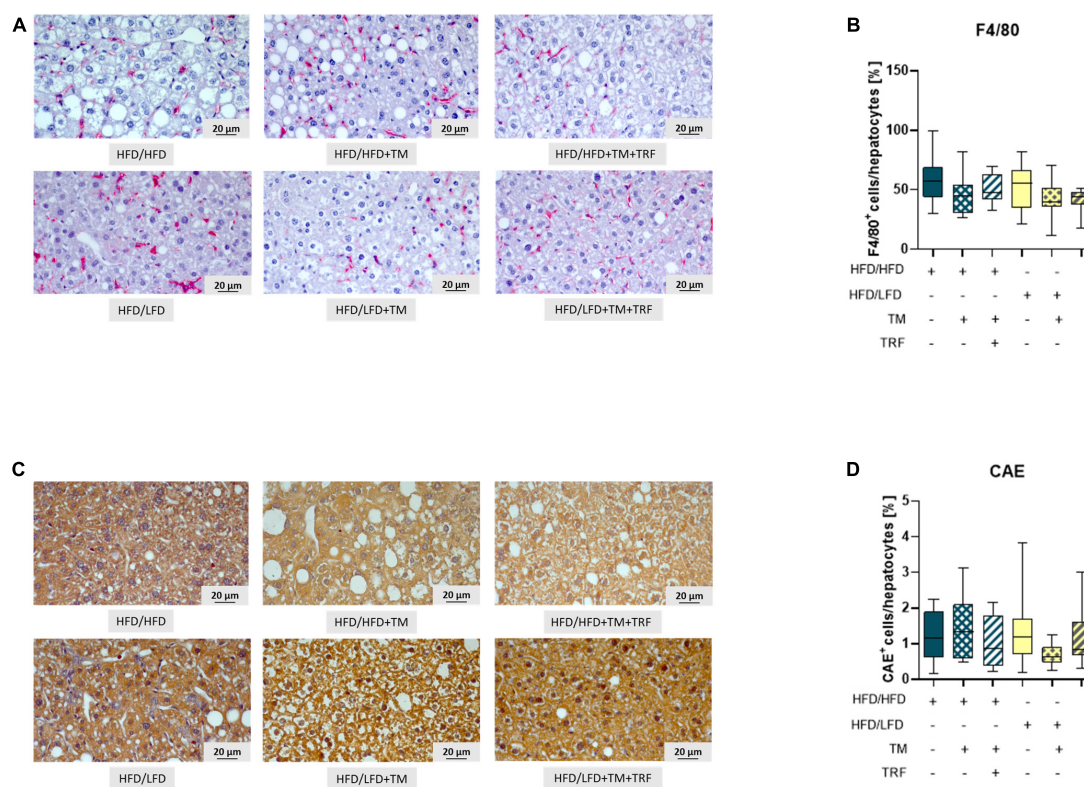 A
20 µm
20 µm
20 µm
HFD/HFD
HFD/HFD+TM
HFD/HFD+TM+TRF
20 µm
20 µm
20 µm
HFD/LFD
HFD/LFD+TM
HFD/LFD+TM+TRF
B
F4/80
F4/80+ cells/hepatocytes [%]
150
100
50
0
HFD/HFD + + + - -
HFD/LFD - - - + +
TM - + + - +
TRF - - + - -
C
20 µm
20 µm
20 µm
HFD/HFD
HFD/HFD+TM
HFD/HFD+TM+TRF
20 µm
20 µm
20 µm
HFD/LFD
HFD/LFD+TM
HFD/LFD+TM+TRF
D
CAE
CAE+ cells/hepatocytes [%]
5
4
3
2
1
0
HFD/HFD + + + - -
HFD/LFD - - - + +
TM - + + - +
TRF - - + - -